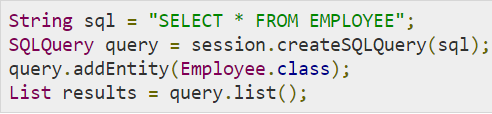 String sql = "SELECT * FROM EMPLOYEE";
SQLQuery query = session.createSQLQuery(sql);
query.addEntity(Employee.class);
List results = query.list();